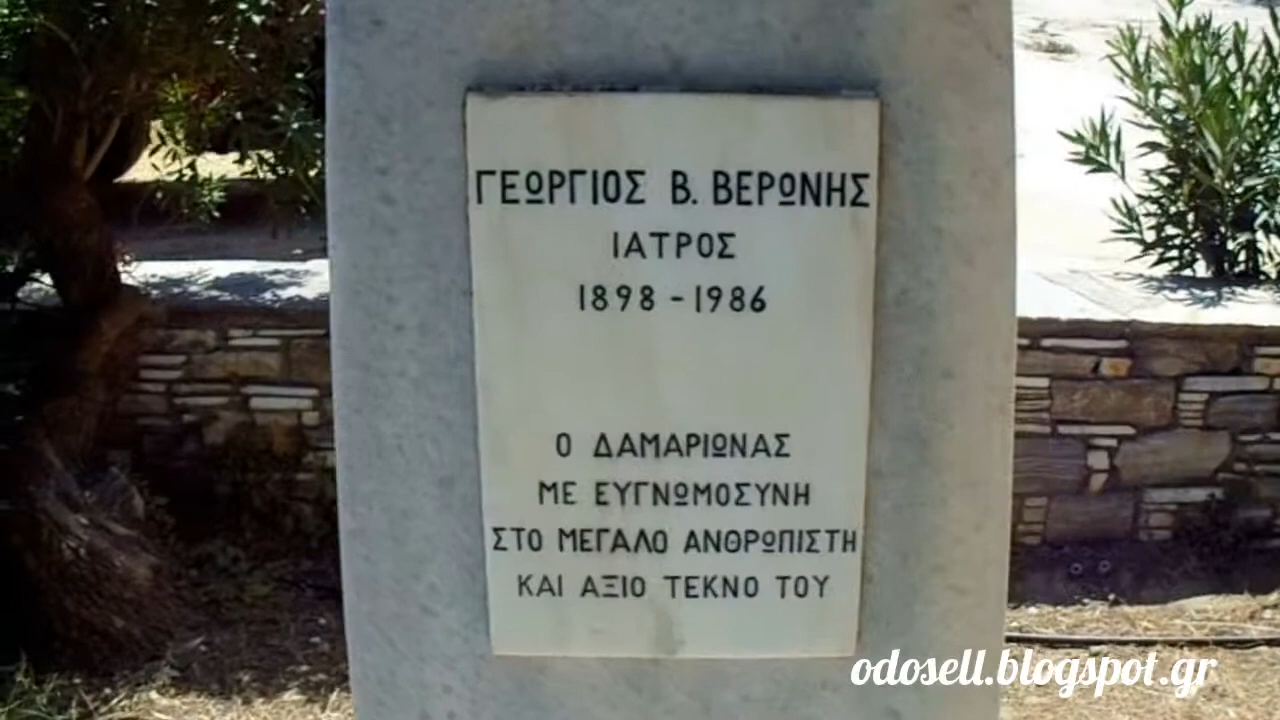 ΓΕΩΡΓΙΟΣ Β. ΒΕΡΩΝΗΣ
ΙΑΤΡΟΣ
1898 - 1986
Ο ΔΑΜΑΡΙΩΝΑΣ
ΜΕ ΕΥΓΝΩΜΟΣΥΝΗ
ΣΤΟ ΜΕΓΑΛΟ ΑΝΘΡΩΠΙΣΤΗ
ΚΑΙ ΑΞΙΟ ΤΕΚΝΟ ΤΟΥ
odosell.blogspot.gr